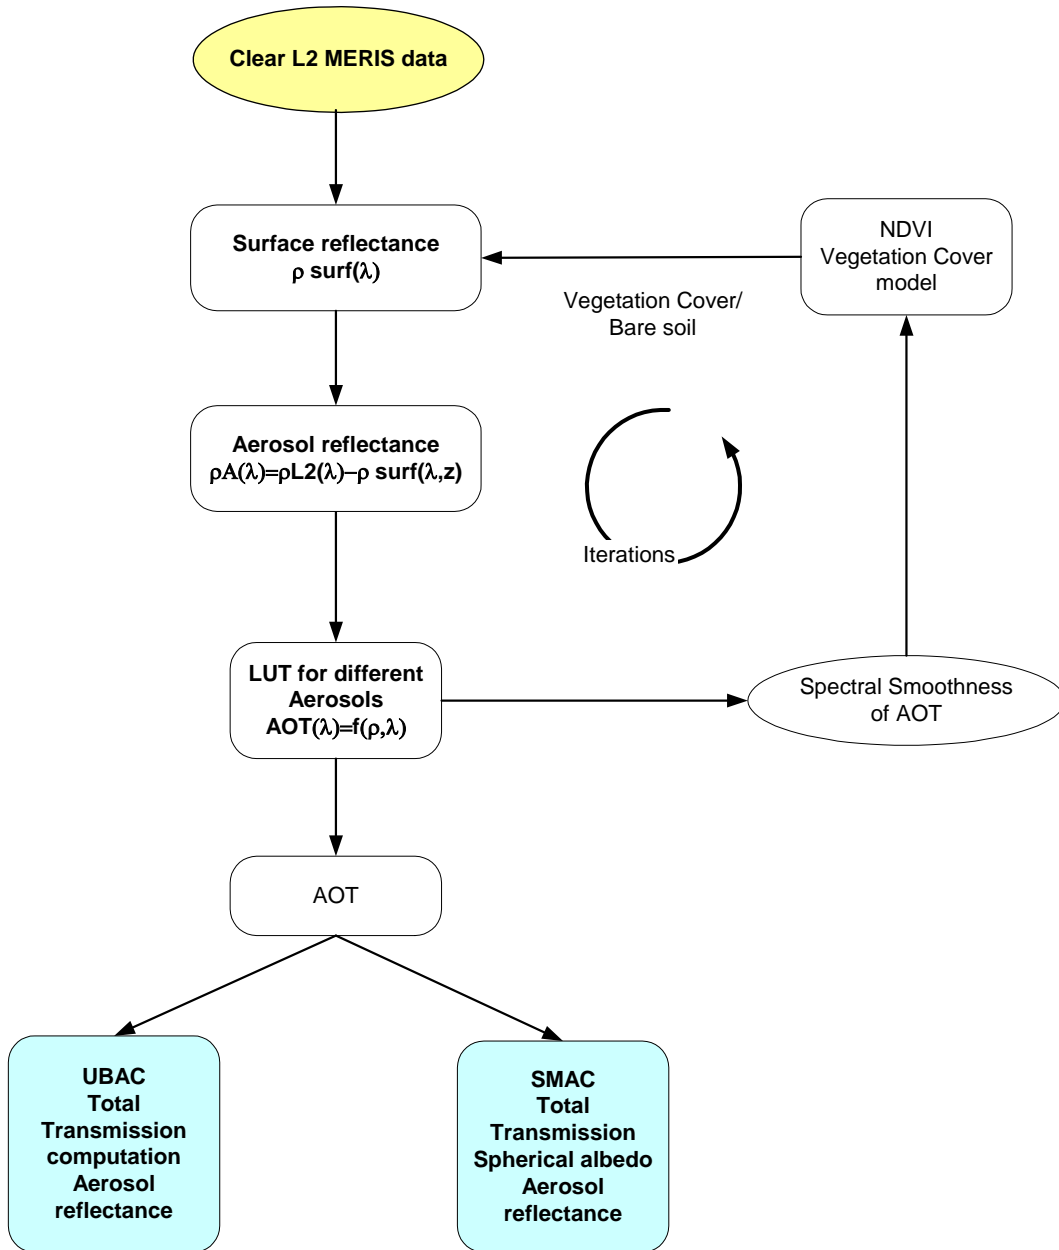 Clear L2 MERIS data
Surface reflectance
ρ surf(λ)
NDVI
Vegetation Cover
model
Vegetation Cover/
Bare soil
Aerosol reflectance
ρA(λ)=ρL2(λ)−ρ surf(λ,z)
Iterations
LUT for different
Aerosols
AOT(λ)=f(ρ,λ)
Spectral Smoothness
of AOT
AOT
UBAC
Total
Transmission
computation
Aerosol
reflectance
SMAC
Total
Transmission
Spherical albedo
Aerosol
reflectance